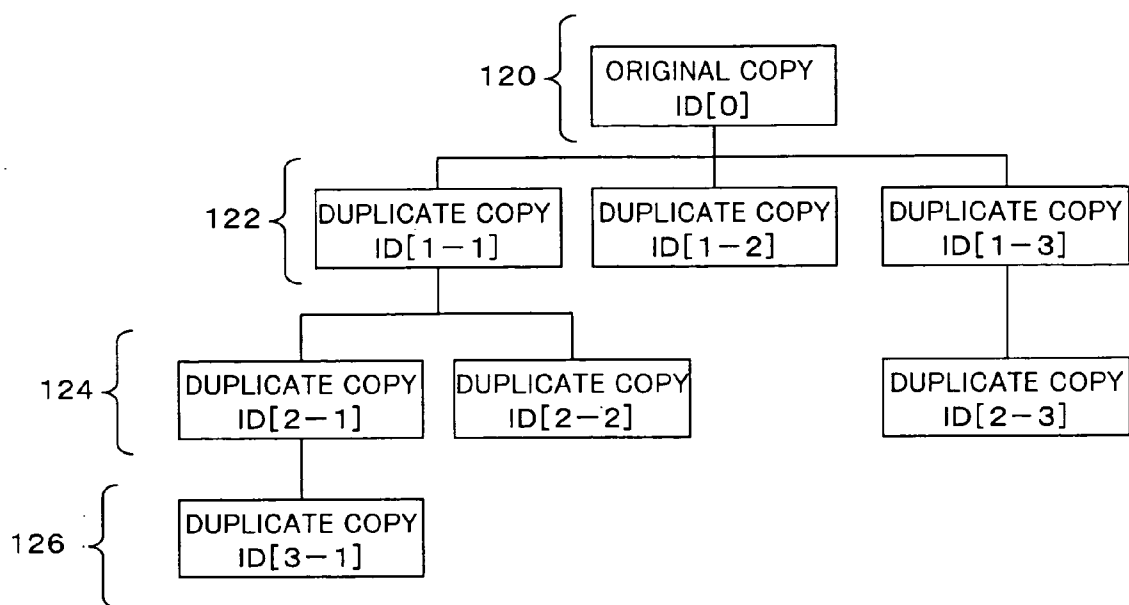 120
ORIGINAL COPY
ID[0]
122
DUPLICATE COPY
ID[1-1]
DUPLICATE COPY
ID[1-2]
DUPLICATE COPY
ID[1-3]
124
DUPLICATE COPY
ID[2-1]
DUPLICATE COPY
ID[2-2]
DUPLICATE COPY
ID[2-3]
126
DUPLICATE COPY
ID[3-1]